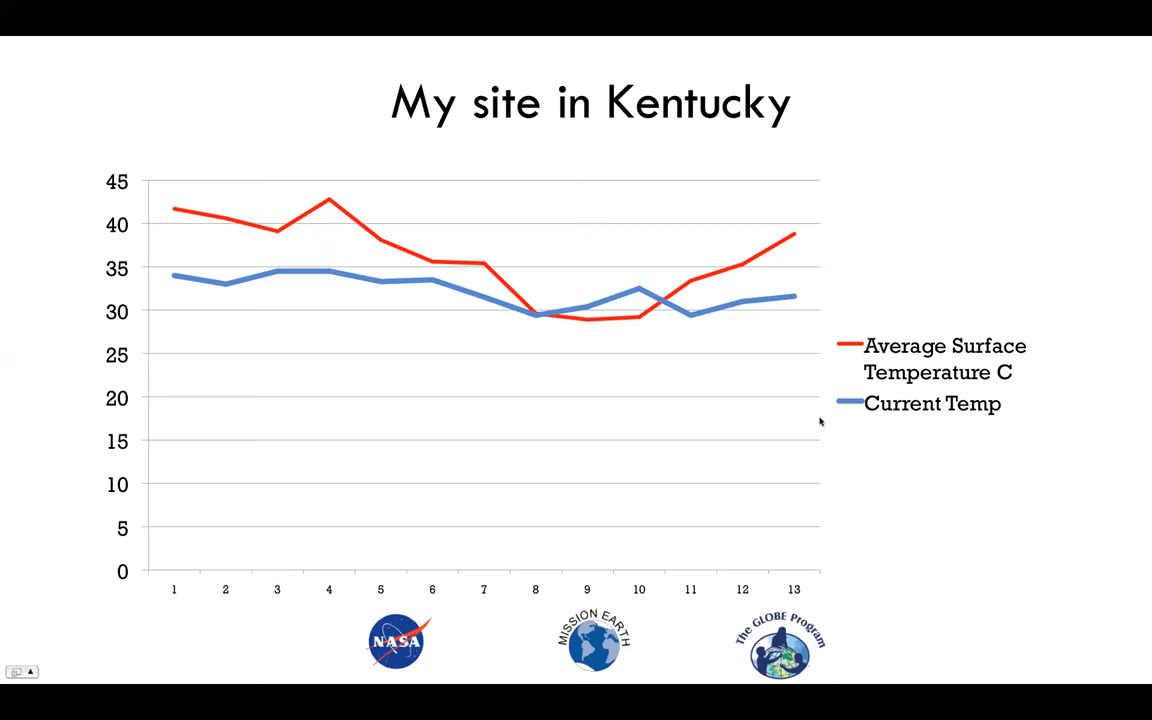 My site in Kentucky
45
40
35
30
25
20
15
10
5
0
1 2 3 4 5 6 7 8 9 10 11 12 13
Average Surface
Temperature C
Current Temp
NASA
MISSION EARTH
The GLOBE Program